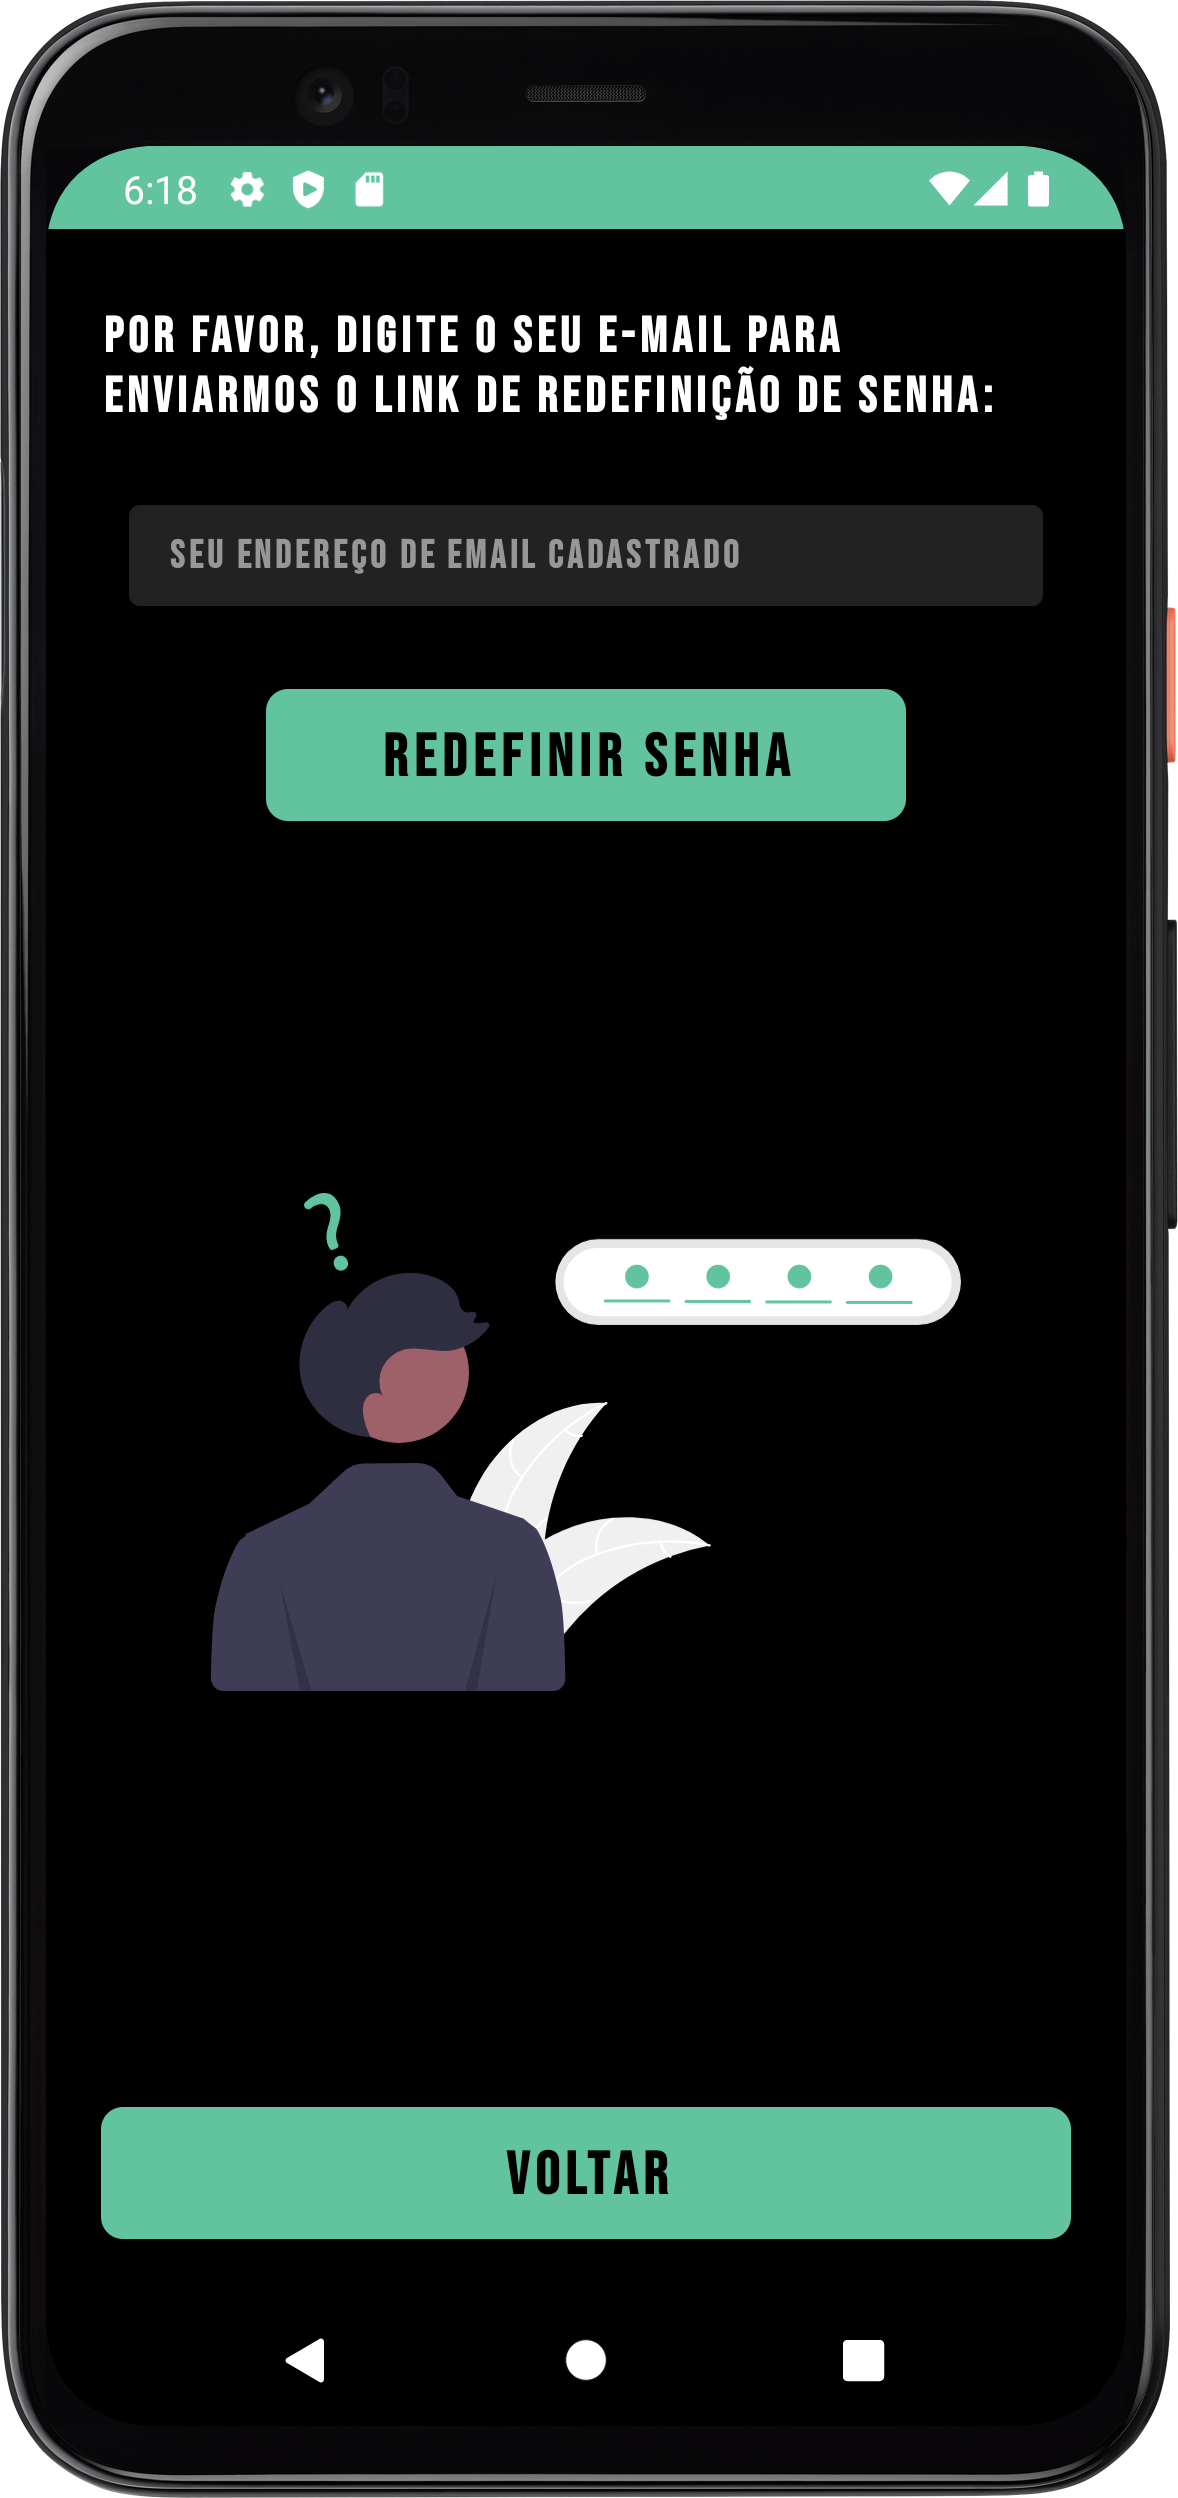 6:18
POR FAVOR, DIGITE O SEU E-MAIL PARA
ENVIARMOS O LINK DE REDEFINIÇÃO DE SENHA:
SEU ENDEREÇO DE EMAIL CADASTRADO
REDEFINIR SENHA
?
VOLTAR